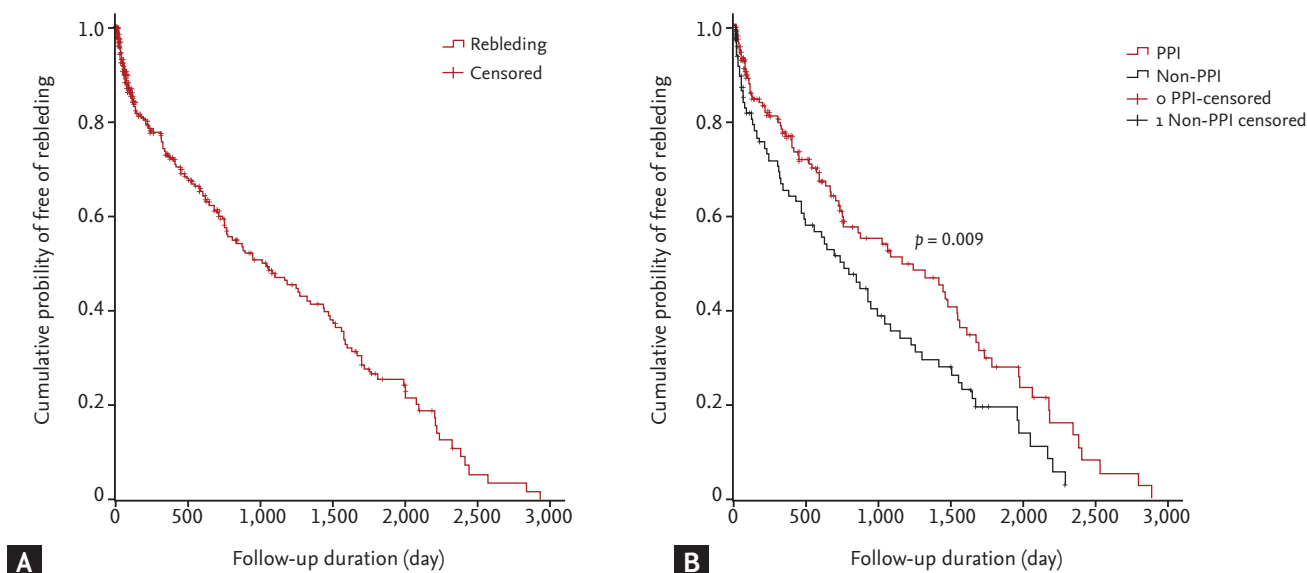 Cumulative probility of free of rebleding
1.0
0.8
0.6
0.4
0.2
0
0
500
1,000
1,500
2,000
2,500
3,000
Follow-up duration (day)
Rebleding
Censored
A
Cumulative probility of free of rebleding
1.0
0.8
0.6
0.4
0.2
0
0
500
1,000
1,500
2,000
2,500
3,000
Follow-up duration (day)
PPI
Non-PPI
0 PPI-censored
1 Non-PPI censored
p = 0.009
B